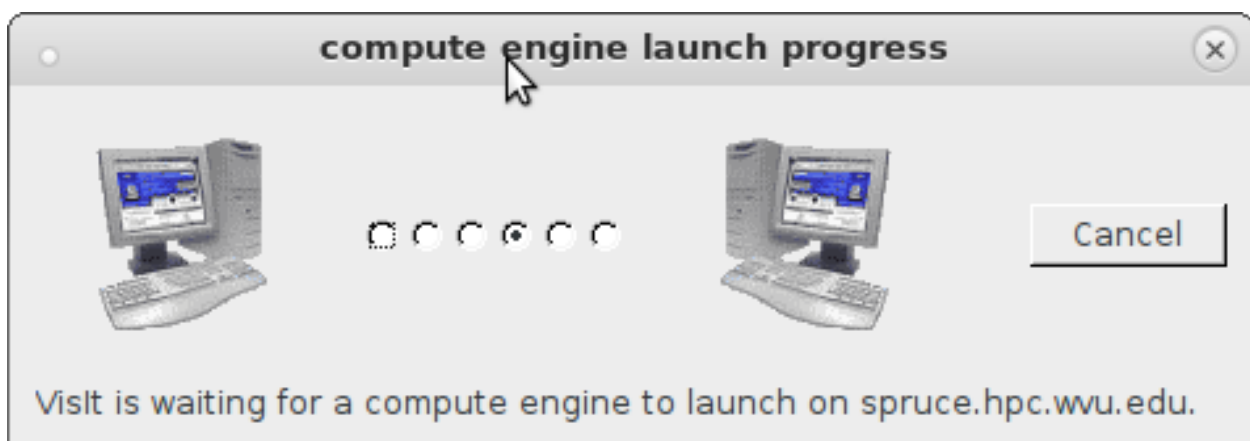 compute engine launch progress
Cancel
VisIt is waiting for a compute engine to launch on spruce.hpc.wvu.edu.